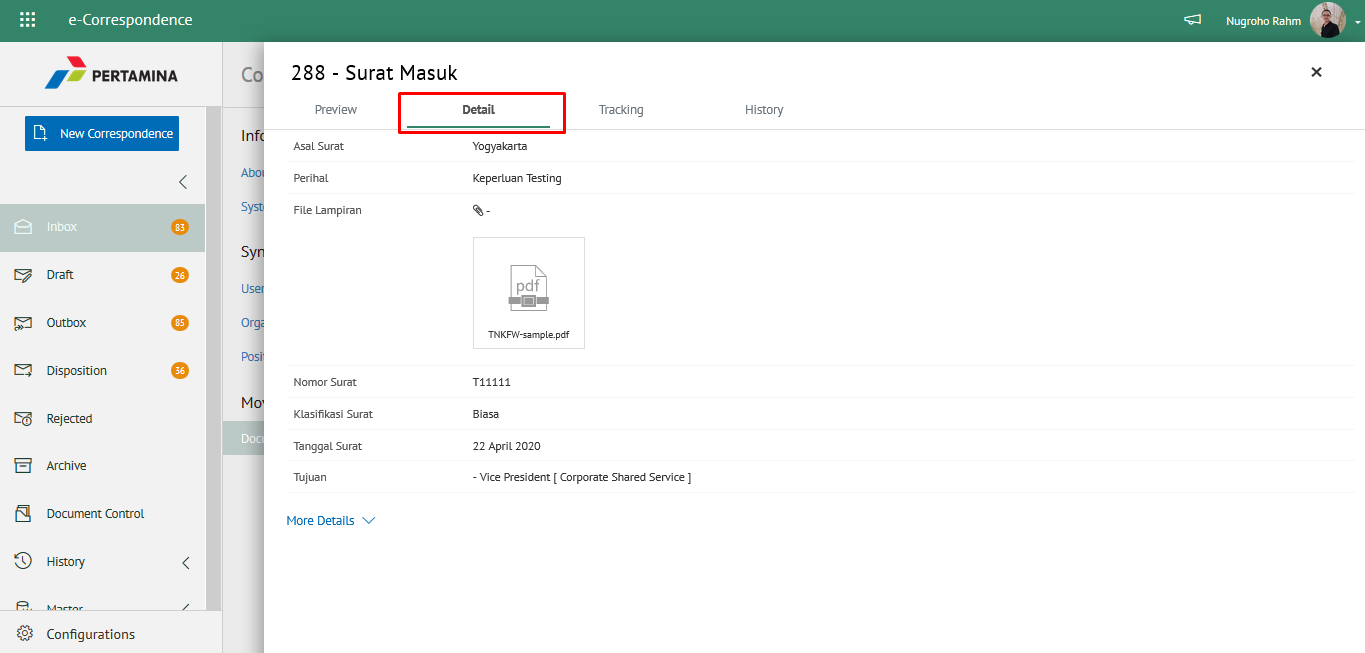 e-Correspondence
Nugroho Rahm
PERTAMINA
New Correspondence
Inbox 83
Draft 26
Outbox 85
Disposition 36
Rejected
Archive
Document Control
History
Master
Configurations
Co
Info
Abou
Syst
Syn
User
Orga
Posit
Mov
Docu
288 - Surat Masuk
Preview Detail Tracking History
Asal Surat Yogyakarta
Perihal Keperluan Testing
File Lampiran -
pdf
TNKFW-sample.pdf
Nomor Surat T11111
Klasifikasi Surat Biasa
Tanggal Surat 22 April 2020
Tujuan - Vice President [ Corporate Shared Service ]
More Details